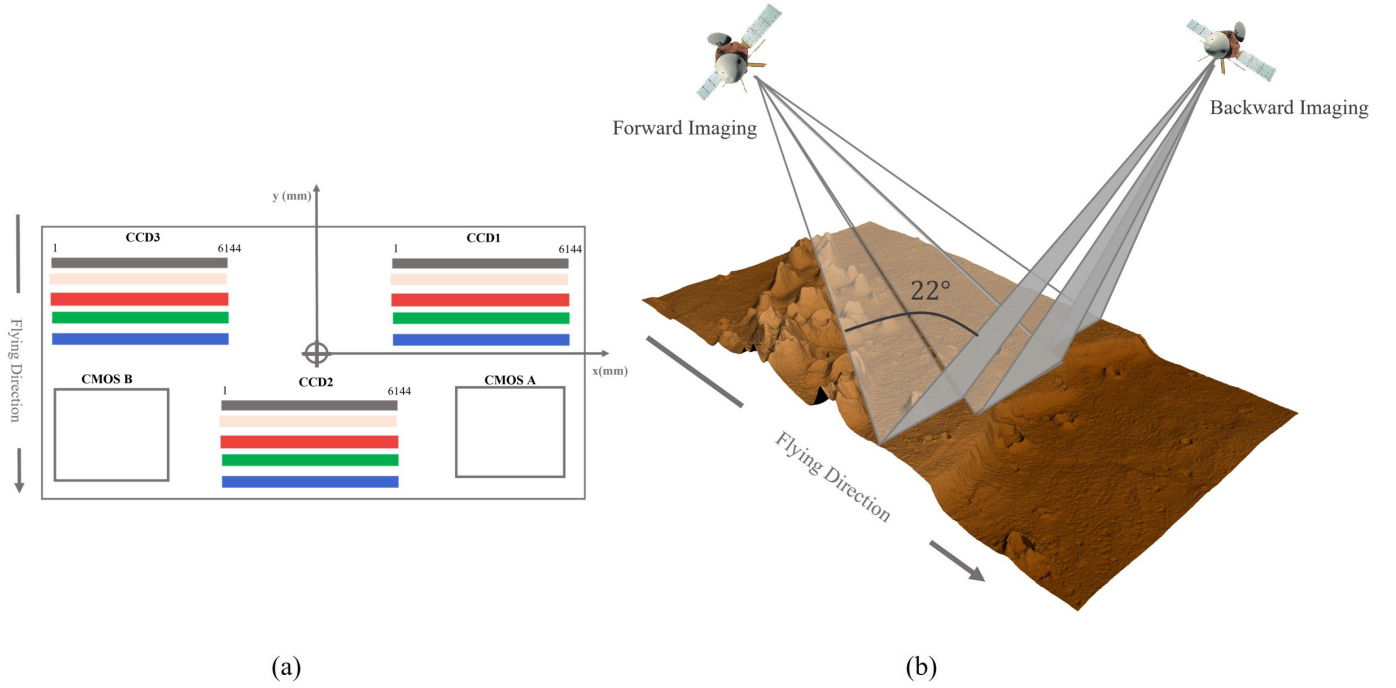 y (mm)
CCD3
CCD1
1
6144
1
6144
Flying Direction
x(mm)
CMOS B
CCD2
CMOS A
1
6144
(a)
Forward Imaging
Backward Imaging
22°
Flying Direction
(b)